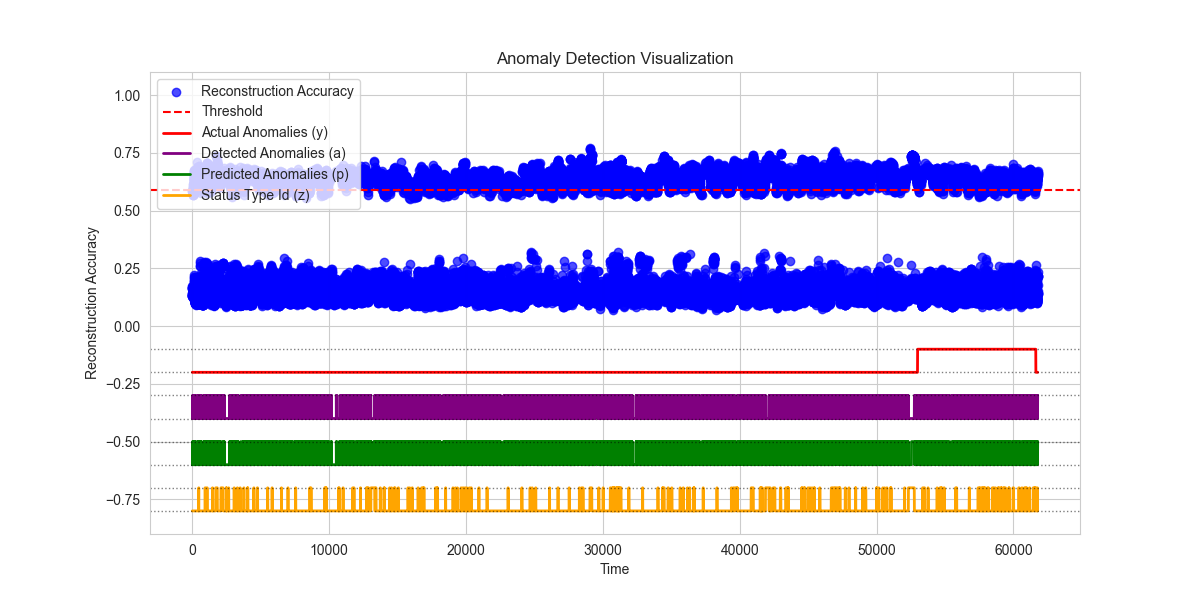 Anomaly Detection Visualization
Reconstruction Accuracy
Threshold
Actual Anomalies (y)
Detected Anomalies (a)
Predicted Anomalies (p)
Status Type Id (z)
Reconstruction Accuracy
1.00
0.75
0.50
0.25
0.00
−0.25
−0.50
−0.75
0 10000 20000 30000 40000 50000 60000
Time